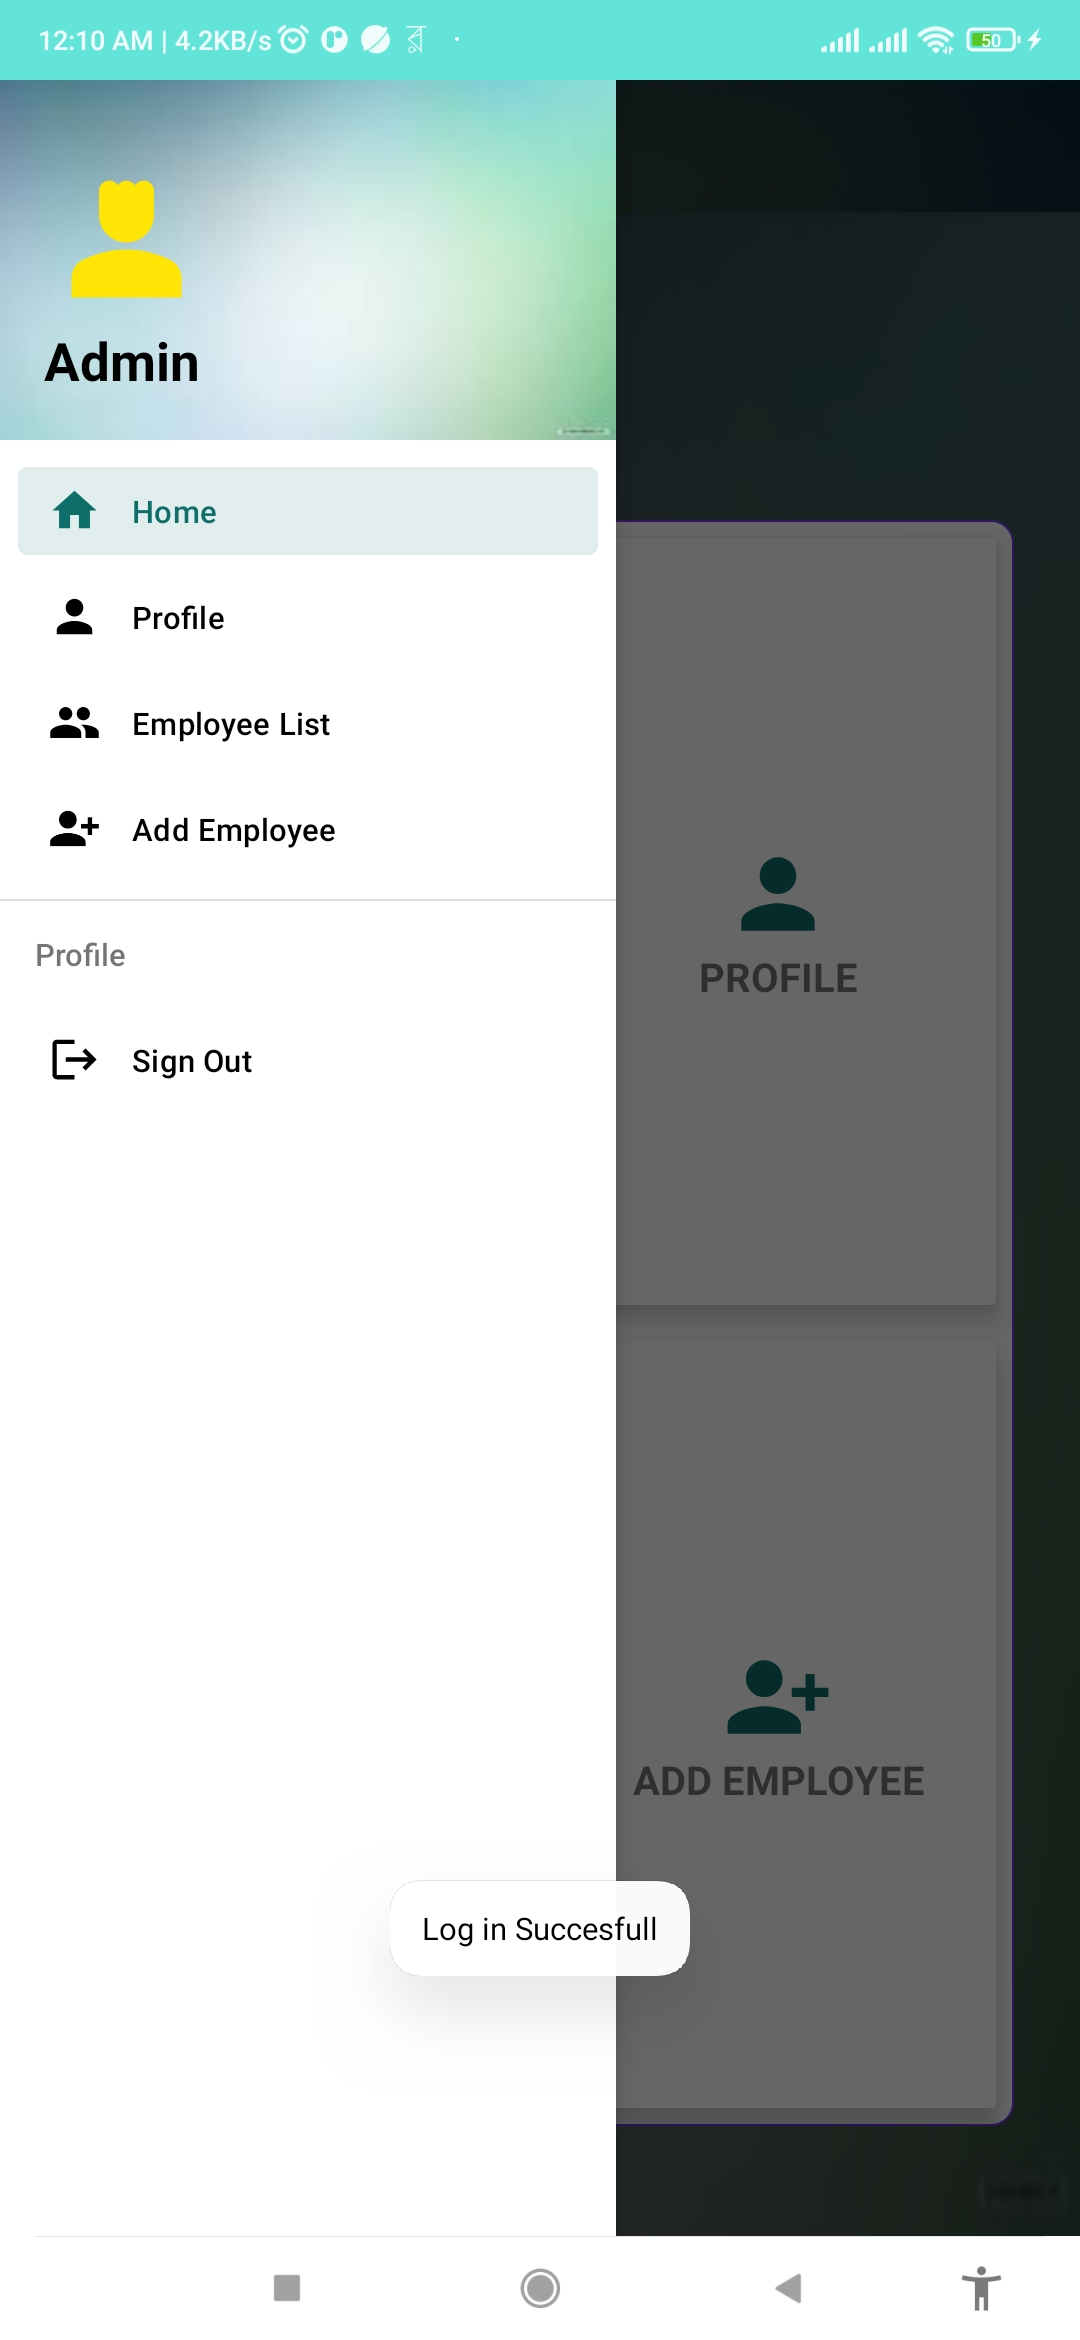 12:10 AM | 4.2KB/s
50
Admin
Home
Profile
Employee List
Add Employee
Profile
Sign Out
PROFILE
ADD EMPLOYEE
Log in Succesfull